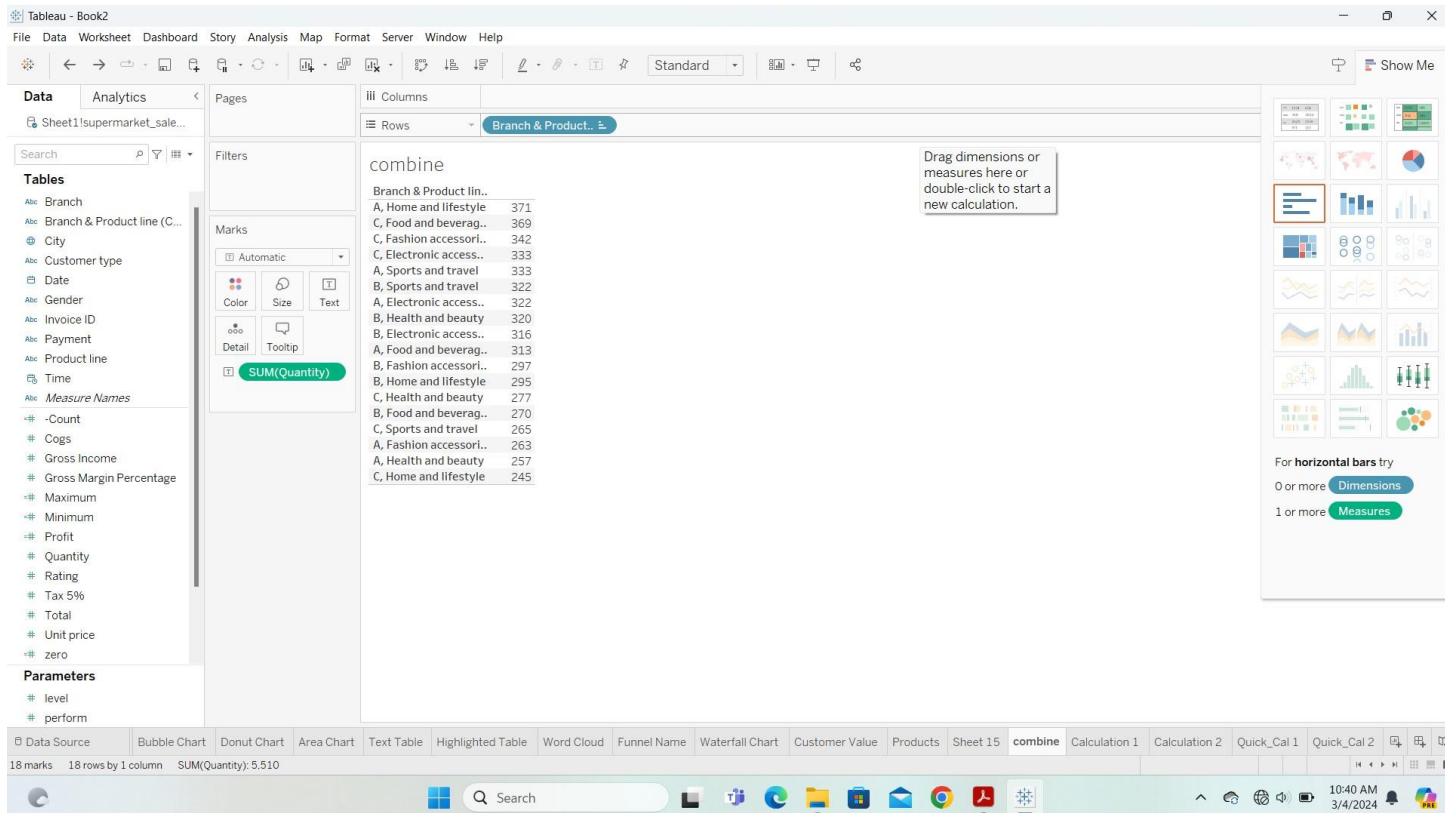 Tableau - Book2
File Data Worksheet Dashboard Story Analysis Map Format Server Window Help
Standard
Show Me
Data Analytics
Sheet1!supermarket_sale...
Search
Tables
Abc Branch
Abc Branch & Product line (C...
City
Abc Customer type
Date
Abc Gender
Abc Invoice ID
Abc Payment
Abc Product line
Time
Abc Measure Names
=# -Count
# Cogs
# Gross Income
# Gross Margin Percentage
=# Maximum
=# Minimum
=# Profit
# Quantity
# Rating
# Tax 5%
# Total
# Unit price
=# zero
Parameters
# level
# perform
Pages
Filters
Marks
Automatic
Color Size Text
Detail Tooltip
SUM(Quantity)
iii Columns
Rows Branch & Product..
combine
Branch & Product lin..
A, Home and lifestyle 371
C, Food and beverag.. 369
C, Fashion accessori.. 342
C, Electronic access.. 333
A, Sports and travel 333
B, Sports and travel 322
A, Electronic access.. 322
B, Health and beauty 320
B, Electronic access.. 316
A, Food and beverag.. 313
B, Fashion accessori.. 297
B, Home and lifestyle 295
C, Health and beauty 277
B, Food and beverag.. 270
C, Sports and travel 265
A, Fashion accessori.. 263
A, Health and beauty 257
C, Home and lifestyle 245
Drag dimensions or
measures here or
double-click to start a
new calculation.
For horizontal bars try
0 or more Dimensions
1 or more Measures
Data Source Bubble Chart Donut Chart Area Chart Text Table Highlighted Table Word Cloud Funnel Name Waterfall Chart Customer Value Products Sheet 15 combine Calculation 1 Calculation 2 Quick_Cal 1 Quick_Cal 2
18 marks 18 rows by 1 column SUM(Quantity): 5,510
Search
10:40 AM
3/4/2024
PRE